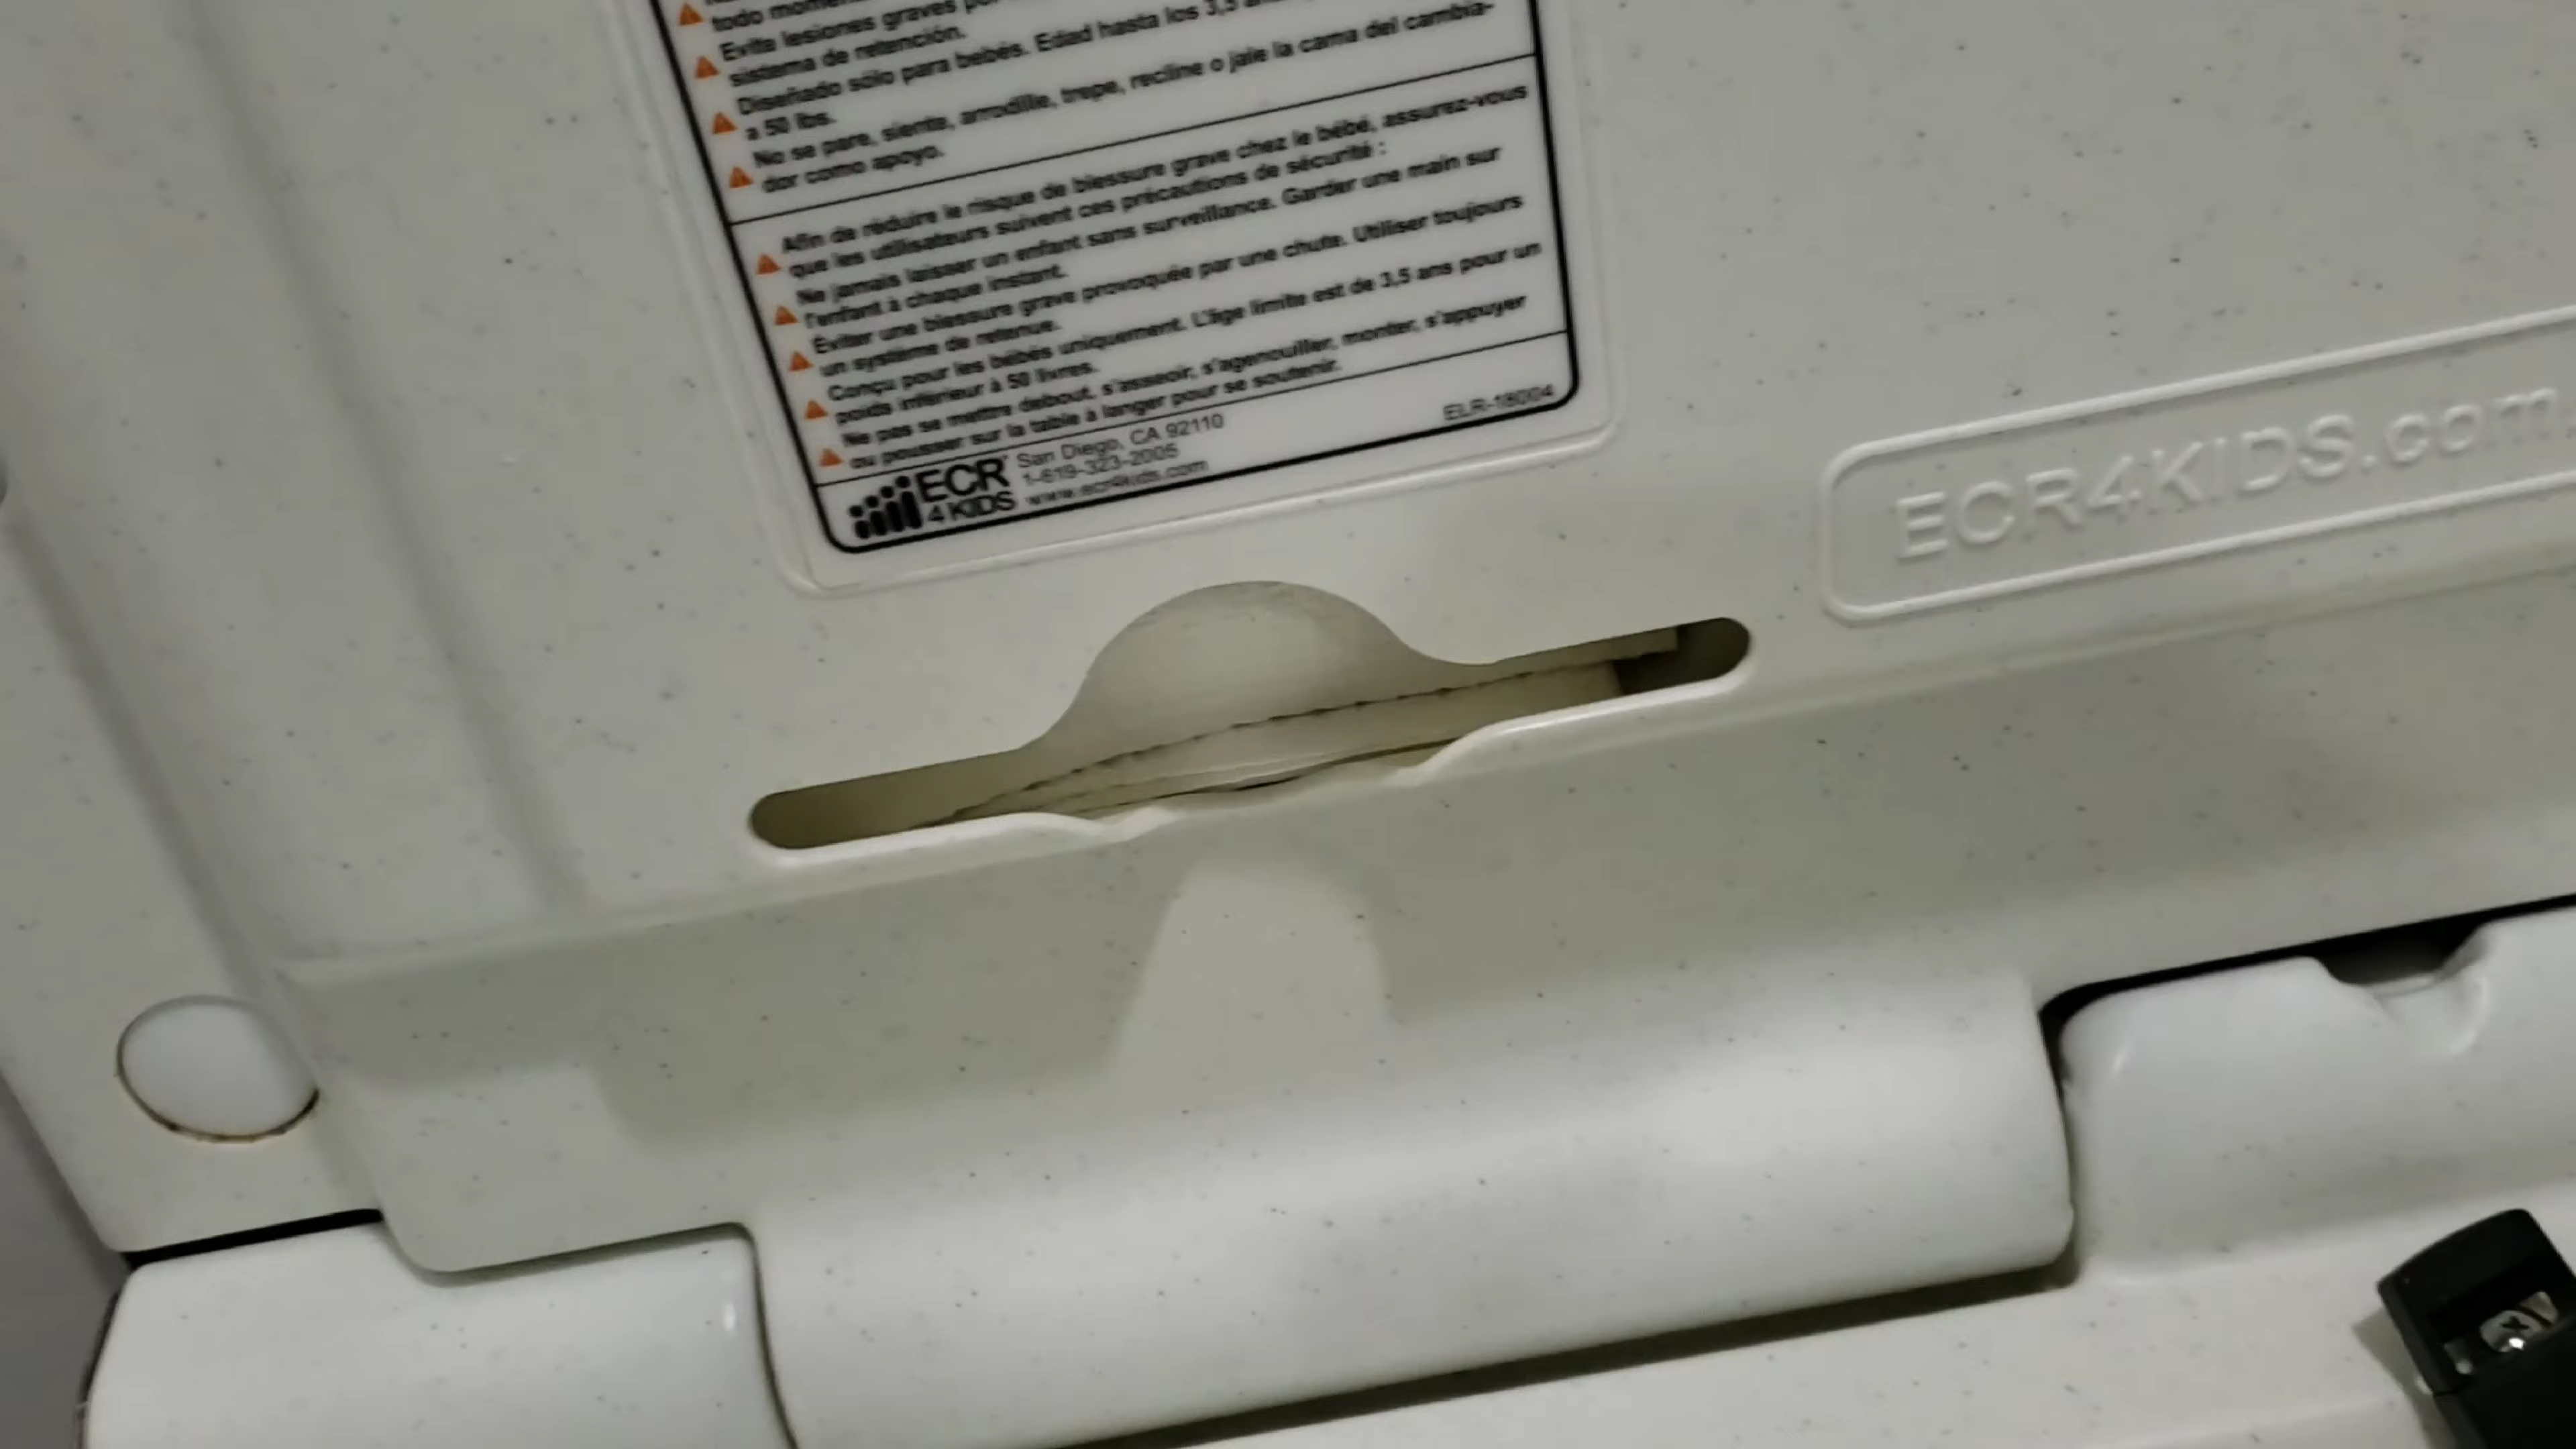 todo
Evite lesiones graves
sistema de retención.
Diseñado sólo para bebés. Edad hasta los 3,5
a 50 lbs.
No se pare, siente, arrodille, trepe, recline o jale la cama del cambia-
dor como apoyo.
Afin de réduire le risque de blessure grave chez le bébé, assurez-vous
que les utilisateurs suivent ces précautions de sécurité :
Ne jamais laisser un enfant sans surveillance. Garder une main sur
l'enfant à chaque instant.
Éviter une blessure grave provoquée par une chute. Utiliser toujours
un système de retenue.
Conçu pour les bébés uniquement. L'âge limite est de 3,5 ans pour un
poids inférieur à 50 livres.
Ne pas se mettre debout, s'asseoir, s'agenouiller, monter, s'appuyer
ou pousser sur la table à langer pour se soutenir.
ECR
4 KIDS
San Diego, CA 92110
1-619-323-2005
www.ecr4kids.com
ELR-18004
ECR4KIDS.com